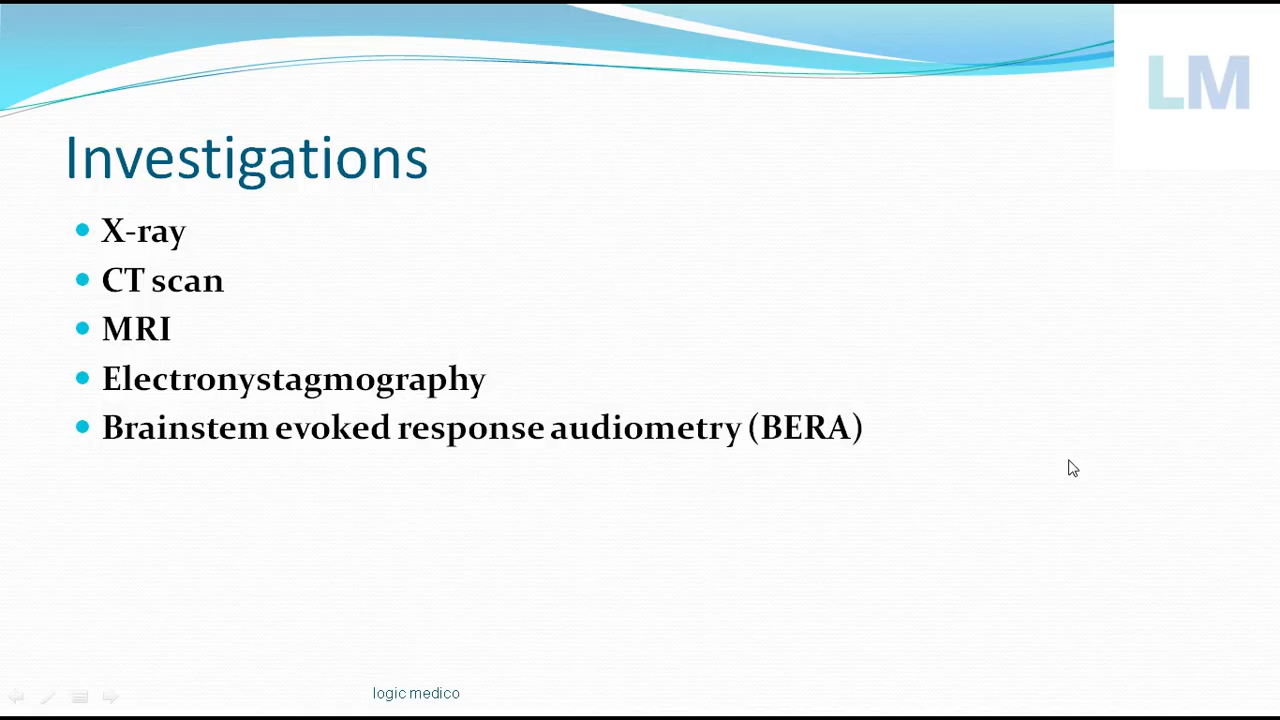 LM
Investigations
X-ray
CT scan
MRI
Electronystagmography
Brainstem evoked response audiometry (BERA)
logic medico